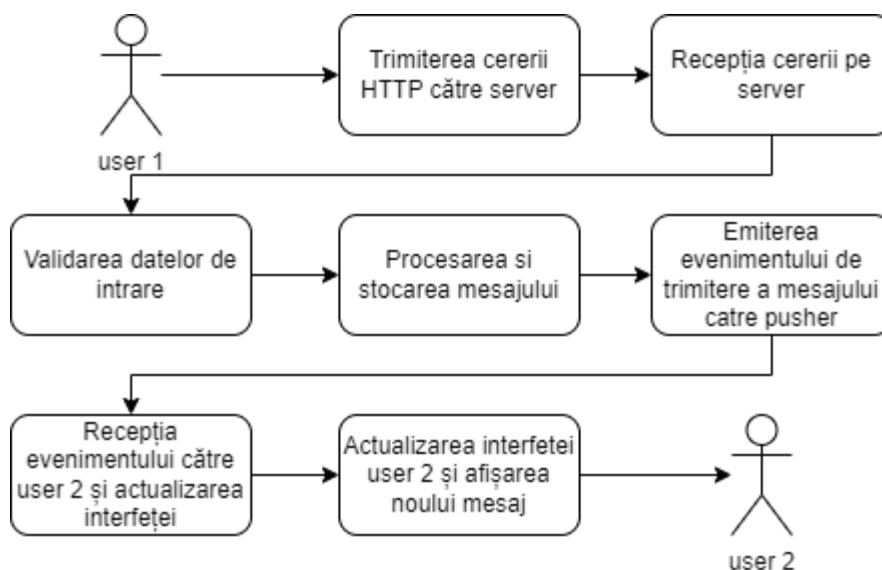 Trimiterea cererii
HTTP către server
Recepția cererii pe
server
user 1
Validarea datelor de
intrare
Procesarea si
stocarea mesajului
Emiterea
evenimentului de
trimitere a mesajului
catre pusher
Recepția
evenimentului către
user 2 și actualizarea
interfeței
Actualizarea interfetei
user 2 și afișarea
noului mesaj
user 2